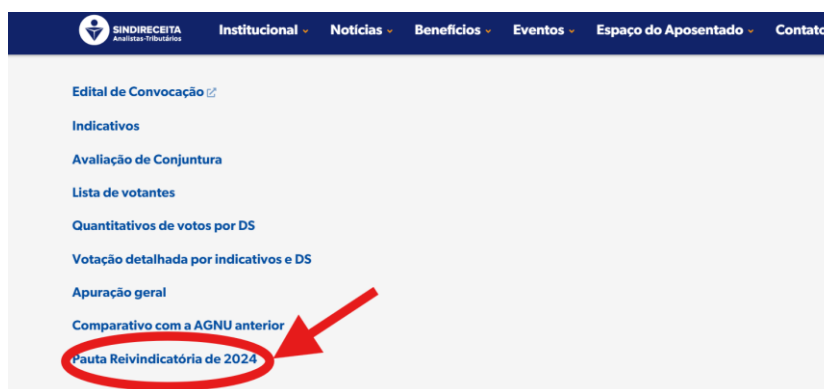 SINDIRECEITA
Analistas-Tributários
Institucional Notícias Benefícios Eventos Espaço do Aposentado Contato
Edital de Convocação
Indicativos
Avaliação de Conjuntura
Lista de votantes
Quantitativos de votos por DS
Votação detalhada por indicativos e DS
Apuração geral
Comparativo com a AGNU anterior
Pauta Reivindicatória de 2024